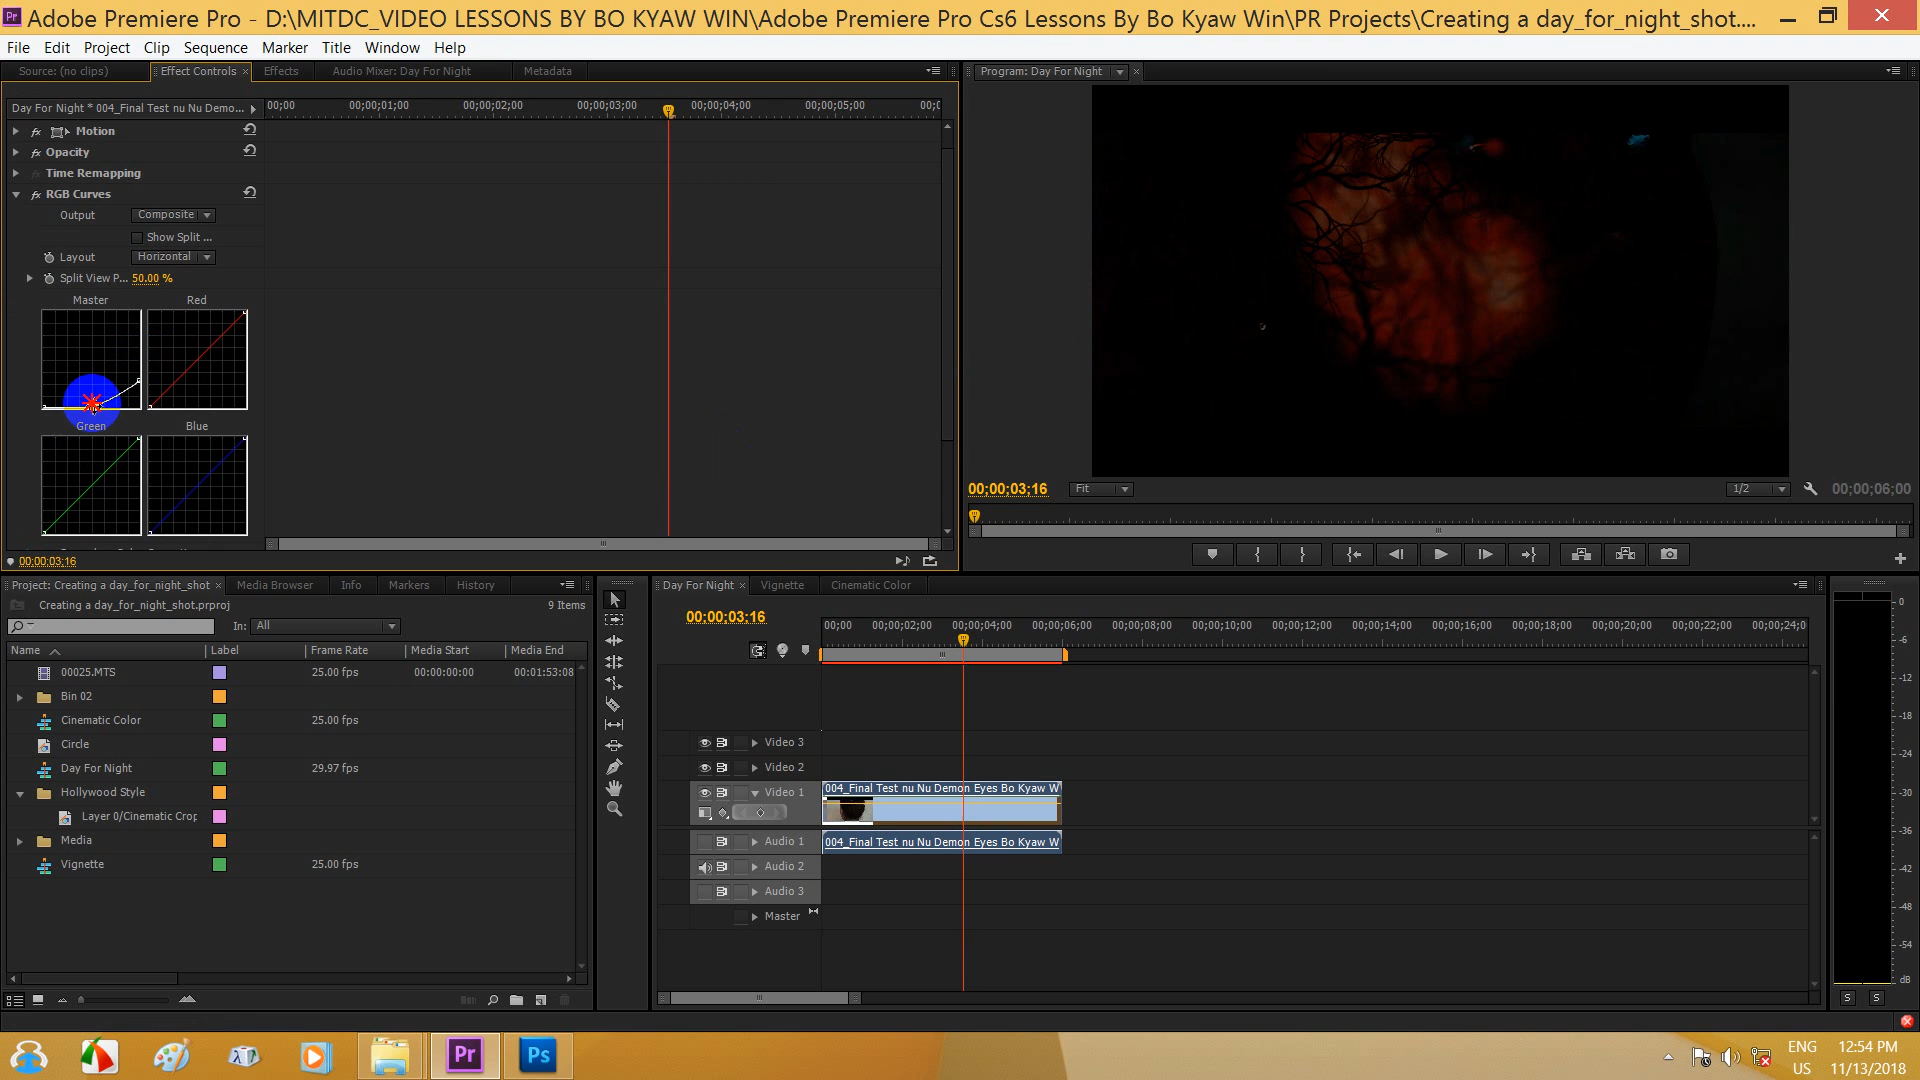 Adobe Premiere Pro - D:\MITDC_VIDEO LESSONS BY BO KYAW WIN\Adobe Premiere Pro Cs6 Lessons By Bo Kyaw Win\PR Projects\Creating a day_for_night_shot....
File Edit Project Clip Sequence Marker Title Window Help
Source: (no clips) Effect Controls Effects Audio Mixer: Day For Night Metadata
Program: Day For Night
Day For Night * 004_Final Test nu Nu Demo... 00;00 00;00;01;00 00;00;02;00 00;00;03;00 00;00;04;00 00;00;05;00
fx Motion
fx Opacity
Time Remapping
fx RGB Curves
Output Composite
Show Split ...
Layout Horizontal
Split View P... 50.00 %
Master Red
Green Blue
00;00;03;16
00;00;03;16 Fit 1/2 00;00;06;00
Project: Creating a day_for_night_shot Media Browser Info Markers History
Creating a day_for_night_shot.prproj 9 Items
In: All
Name Label Frame Rate Media Start Media End
00025.MTS 25.00 fps 00:00:00:00 00:01:53:08
Bin 02
Cinematic Color 25.00 fps
Circle
Day For Night 29.97 fps
Hollywood Style
Layer 0/Cinematic Crop
Media
Vignette 25.00 fps
Day For Night Vignette Cinematic Color
00;00;03;16
00;00 00;00;02;00 00;00;04;00 00;00;06;00 00;00;08;00 00;00;10;00 00;00;12;00 00;00;14;00 00;00;16;00 00;00;18;00 00;00;20;00 00;00;22;00 00;00;24;0
Video 3
Video 2
Video 1 004_Final Test nu Nu Demon Eyes Bo Kyaw W
Audio 1 004_Final Test nu Nu Demon Eyes Bo Kyaw W
Audio 2
Audio 3
Master
0
-6
-12
-18
-24
-30
-36
-42
-48
-54
dB
S S
Pr Ps
ENG 12:54 PM
US 11/13/2018